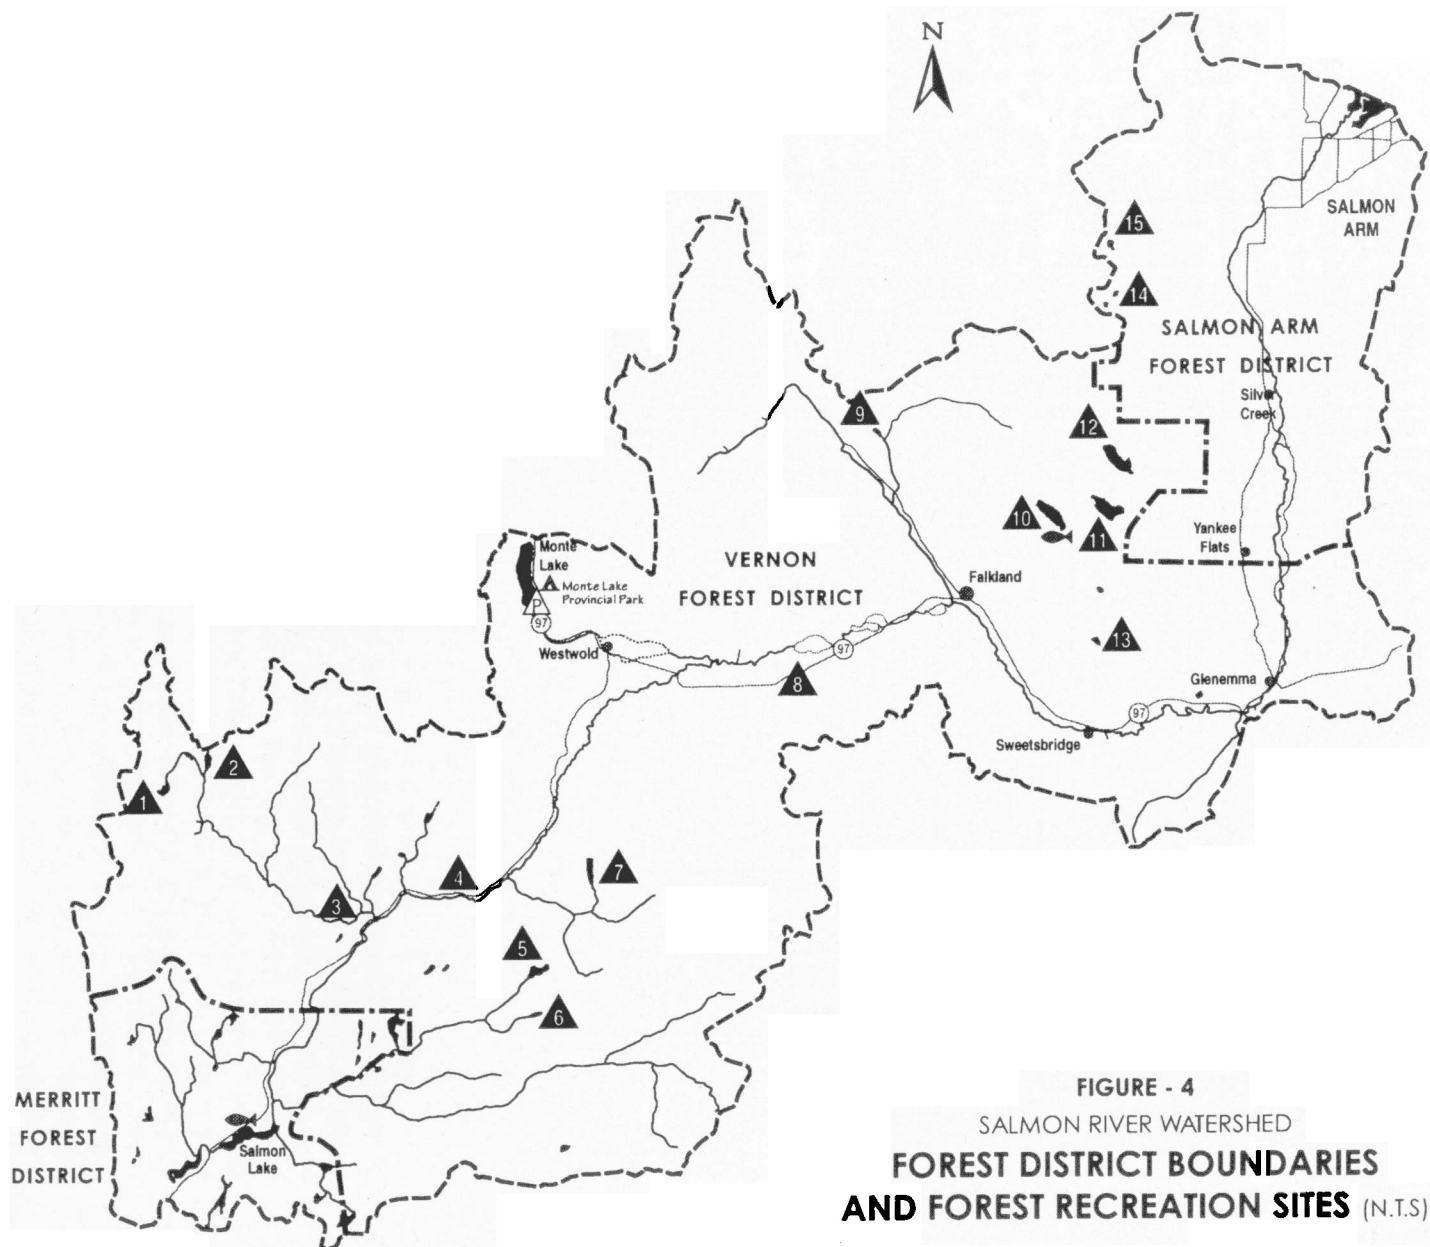 N
SALMON
ARM
15
14
SALMON ARM
FOREST DISTRICT
Silver
Creek
9
12
10
11
Yankee
Flats
Monte
Lake
Monte Lake
Provincial Park
P
97
VERNON
FOREST DISTRICT
Falkland
13
Westwold
97
8
Glenemma
97
Sweetsbridge
2
1
7
4
3
5
6
MERRITT
FOREST
DISTRICT
Salmon
Lake
FIGURE - 4
SALMON RIVER WATERSHED
FOREST DISTRICT BOUNDARIES
AND FOREST RECREATION SITES (N.T.S)